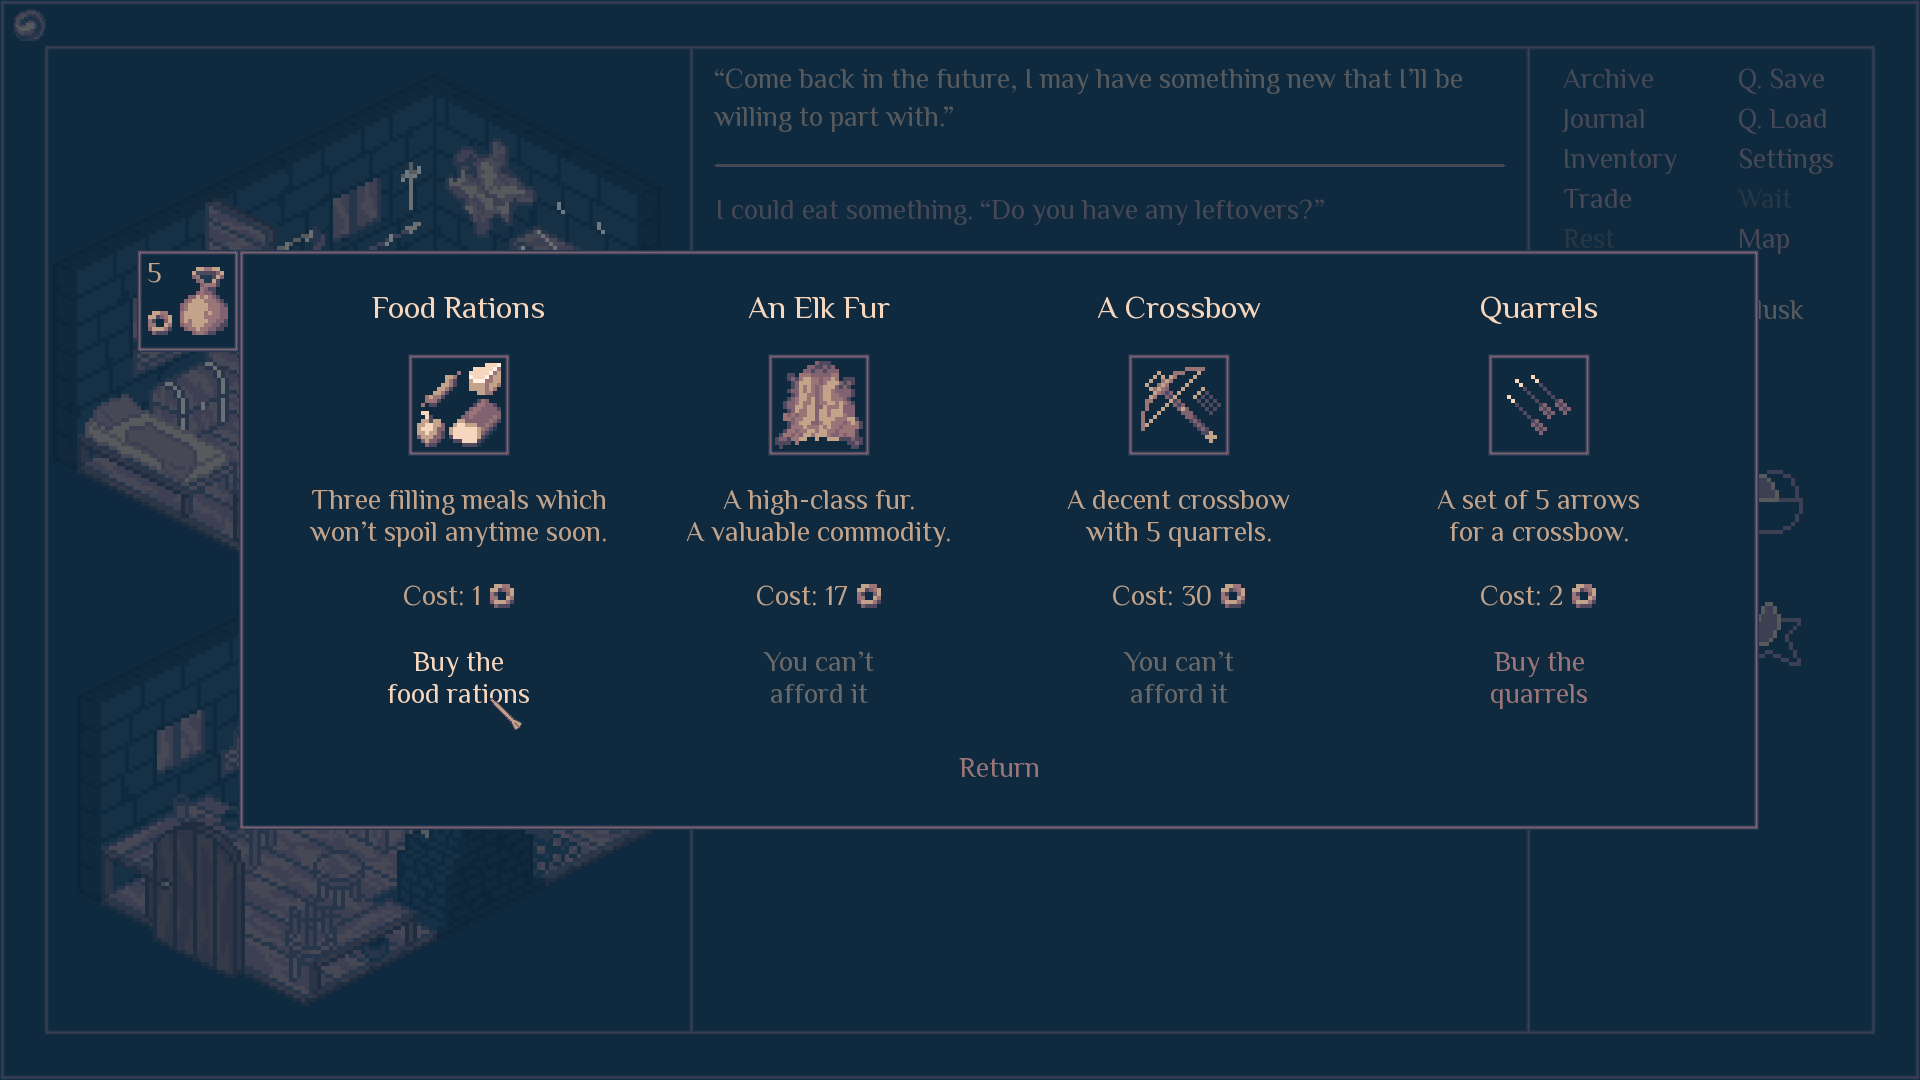 “Come back in the future, I may have something new that I’ll be
willing to part with.”
I could eat something. “Do you have any leftovers?”
Archive
Q. Save
Journal
Q. Load
Inventory
Settings
Trade
Wait
Rest
Map
5
Food Rations
Three filling meals which
won’t spoil anytime soon.
Cost: 1
Buy the
food rations
An Elk Fur
A high-class fur.
A valuable commodity.
Cost: 17
You can’t
afford it
A Crossbow
A decent crossbow
with 5 quarrels.
Cost: 30
You can’t
afford it
Quarrels
A set of 5 arrows
for a crossbow.
Cost: 2
Buy the
quarrels
Return